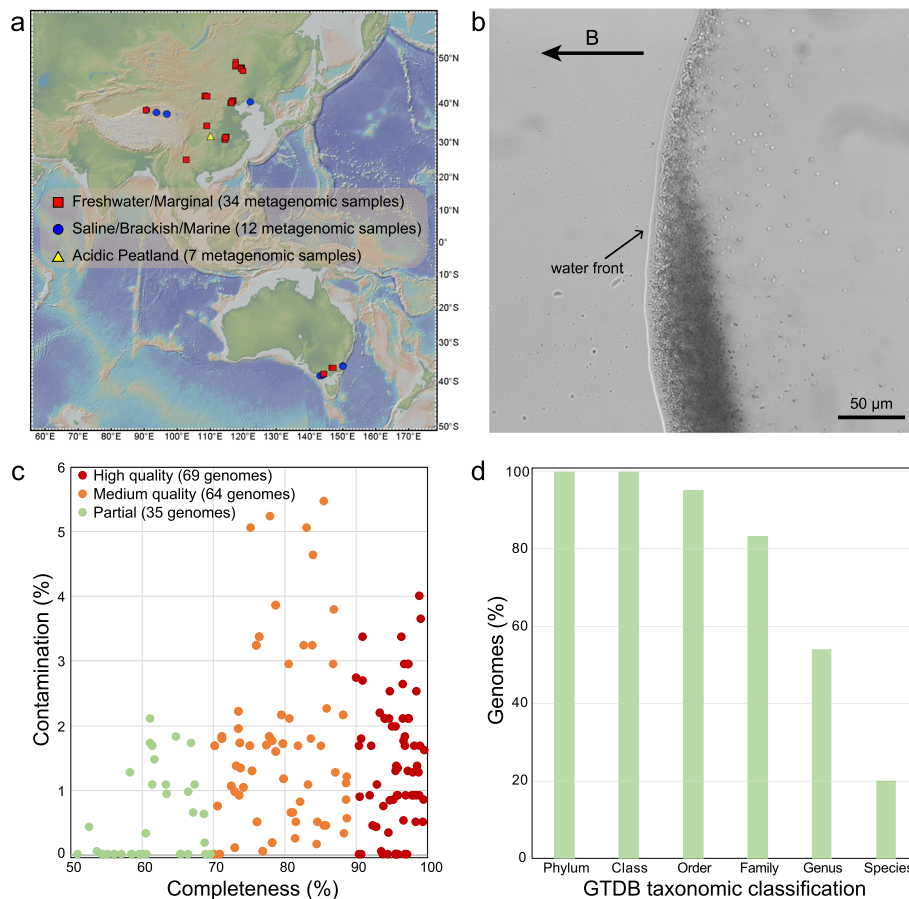 a
50°N
40°N
30°N
20°N
10°N
0°
10°S
20°S
30°S
40°S
50°S
Freshwater/Marginal (34 metagenomic samples)
Saline/Brackish/Marine (12 metagenomic samples)
Acidic Peatland (7 metagenomic samples)
60°E 70°E 80°E 90°E 100°E 110°E 120°E 130°E 140°E 150°E 160°E 170°E
b
B
water front
50 µm
c
High quality (69 genomes)
Medium quality (64 genomes)
Partial (35 genomes)
Contamination (%)
6
5
4
3
2
1
0
50 60 70 80 90 100
Completeness (%)
d
Genomes (%)
100
80
60
40
20
0
Phylum Class Order Family Genus Species
GTDB taxonomic classification